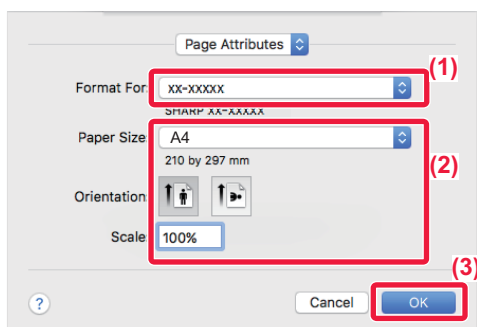 Page Attributes
(1)
Format For: xx-xxxxx
SHARP xx-xxxxx
Paper Size: A4
210 by 297 mm
(2)
Orientation:
Scale: 100%
(3)
? Cancel OK